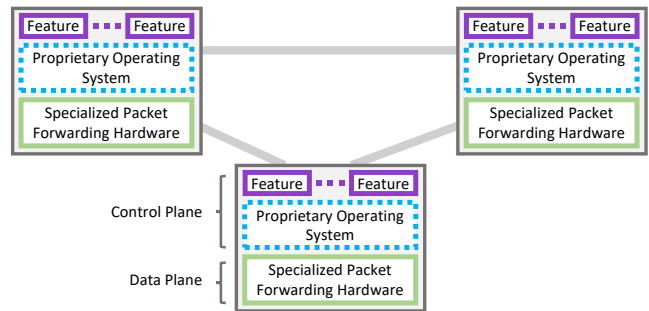 Feature Feature
Proprietary Operating
System
Specialized Packet
Forwarding Hardware
Feature Feature
Proprietary Operating
System
Specialized Packet
Forwarding Hardware
Feature Feature
Control Plane
Proprietary Operating
System
Data Plane
Specialized Packet
Forwarding Hardware